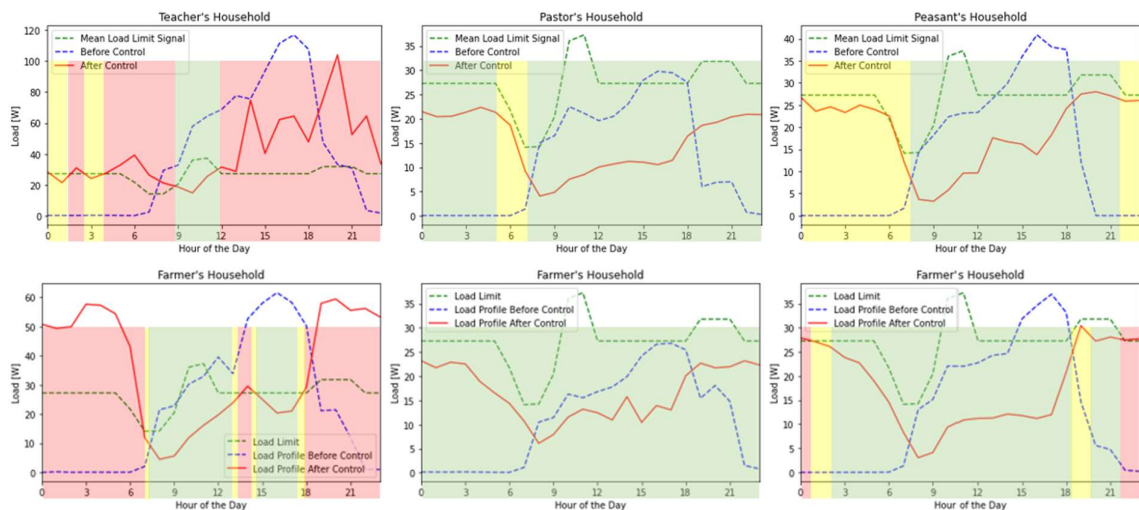 Teacher's Household
120
100
80
60
40
20
0
Load [W]
Mean Load Limit Signal
Before Control
After Control
0 3 6 9 12 15 18 21
Hour of the Day
Pastor's Household
35
30
25
20
15
10
5
0
Load [W]
Mean Load Limit Signal
Before Control
After Control
0 3 6 9 12 15 18 21
Hour of the Day
Peasant's Household
40
35
30
25
20
15
10
5
0
Load [W]
Mean Load Limit Signal
Before Control
After Control
0 3 6 9 12 15 18 21
Hour of the Day
Farmer's Household
60
50
40
30
20
10
0
Load [W]
Load Limit
Load Profile Before Control
Load Profile After Control
0 3 6 9 12 15 18 21
Hour of the Day
Farmer's Household
35
30
25
20
15
10
5
0
Load [W]
Load Limit
Load Profile Before Control
Load Profile After Control
0 3 6 9 12 15 18 21
Hour of the Day
Farmer's Household
35
30
25
20
15
10
5
0
Load [W]
Load Limit
Load Profile Before Control
Load Profile After Control
0 3 6 9 12 15 18 21
Hour of the Day